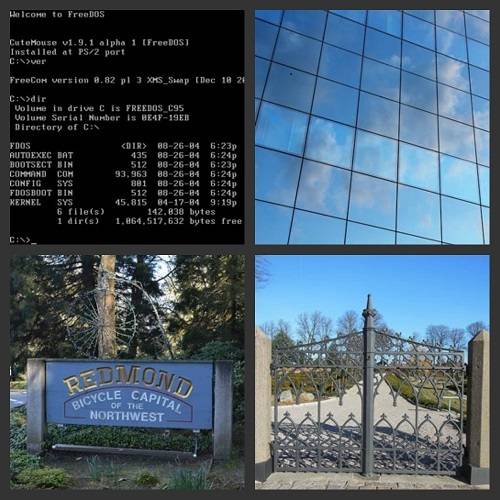 Welcome to FreeDOS
CuteMouse v1.9.1 alpha 1 [FreeDOS]
Installed at PS/2 port
C:\>ver
FreeCom version 0.82 pl 3 XMS_Swap [Dec 10 2
C:\>dir
Volume in drive C is FREEDOS_C95
Volume Serial Number is 0E4F-19EB
Directory of C:\
FDOS <DIR> 08-26-04 6:23p
AUTOEXEC BAT 435 08-26-04 6:24p
BOOTSECT BIN 512 08-26-04 6:23p
COMMAND COM 93,963 08-26-04 6:24p
CONFIG SYS 801 08-26-04 6:24p
FDOSBOOT BIN 512 08-26-04 6:24p
KERNEL SYS 45,815 04-17-04 9:19p
6 file(s) 142,038 bytes
1 dir(s) 1,064,517,632 bytes free
C:\>_
REDMOND
BICYCLE CAPITAL
OF THE
NORTHWEST